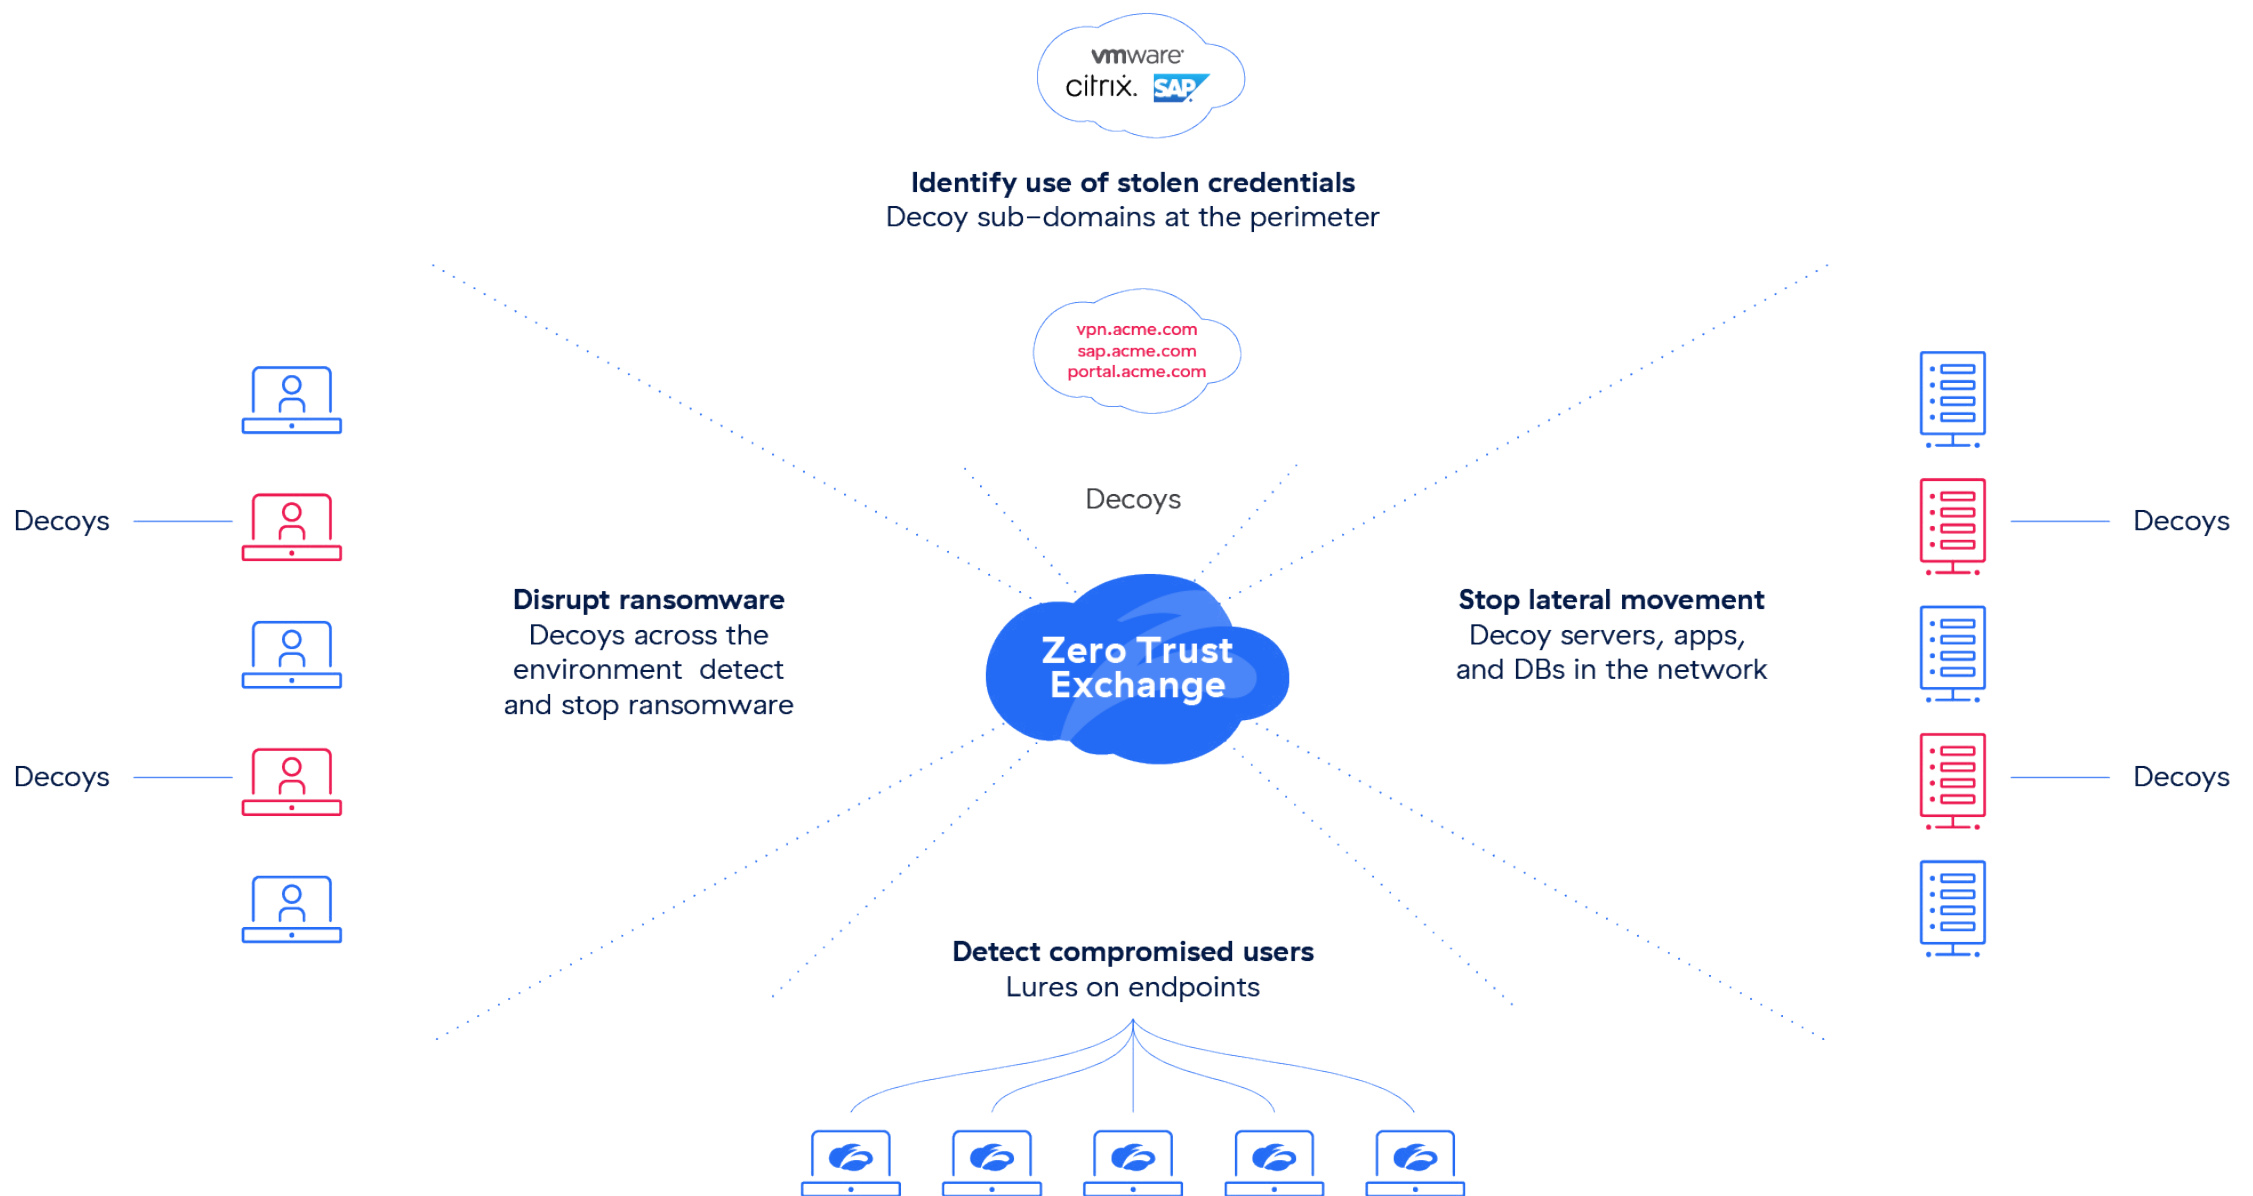 vmware
citrix. SAP
Identify use of stolen credentials
Decoy sub-domains at the perimeter
vpn.acme.com
sap.acme.com
portal.acme.com
Decoys
Decoys
Decoys
Disrupt ransomware
Decoys across the
environment detect
and stop ransomware
Zero Trust
Exchange
Stop lateral movement
Decoy servers, apps,
and DBs in the network
Decoys
Decoys
Detect compromised users
Lures on endpoints